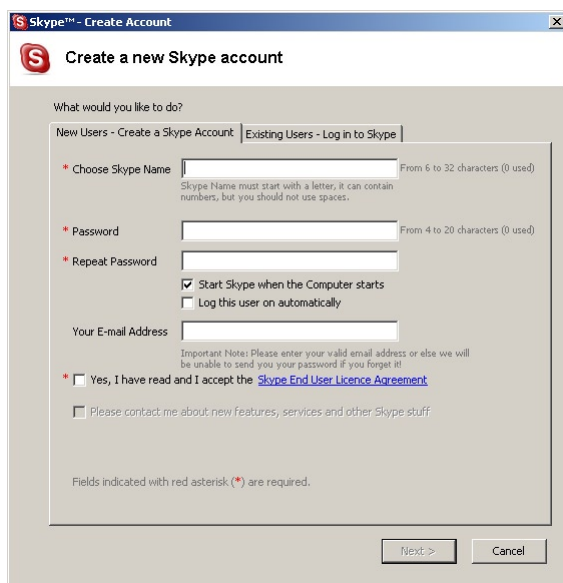 Skype™ - Create Account
Create a new Skype account
What would you like to do?
New Users - Create a Skype Account Existing Users - Log in to Skype
* Choose Skype Name From 6 to 32 characters (0 used)
Skype Name must start with a letter, it can contain
numbers, but you should not use spaces.
* Password From 4 to 20 characters (0 used)
* Repeat Password
Start Skype when the Computer starts
Log this user on automatically
Your E-mail Address
Important Note: Please enter your valid email address or else we will
be unable to send you your password if you forget it!
* Yes, I have read and I accept the Skype End User Licence Agreement
Please contact me about new features, services and other Skype stuff
Fields indicated with red asterisk (*) are required.
Next > Cancel